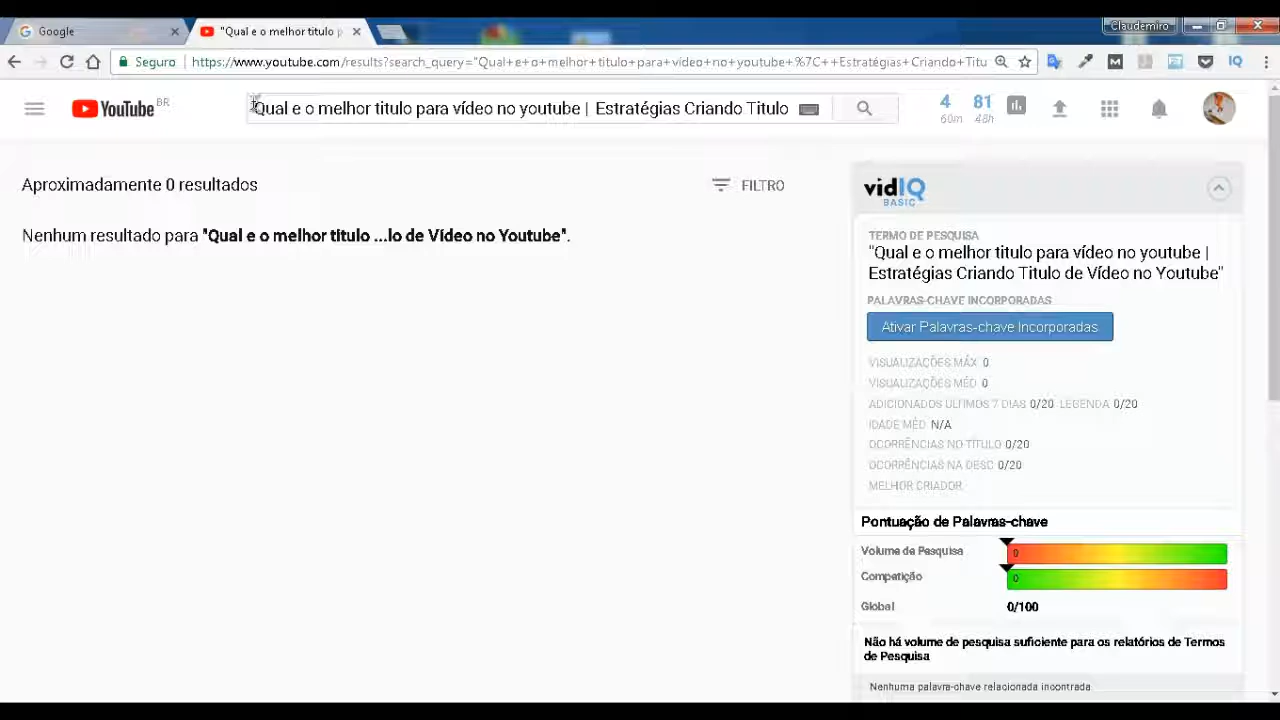 Google
"Qual e o melhor titulo p
Claudemiro
Seguro
https://www.youtube.com/results?search_query="Qual+e+o+melhor+titulo+para+vídeo+no+youtube+%7C++Estratégias+Criando+Titu
YouTube BR
"Qual e o melhor titulo para vídeo no youtube | Estratégias Criando Titulo
4 60m
81 48h
Aproximadamente 0 resultados
FILTRO
Nenhum resultado para "Qual e o melhor titulo ...lo de Vídeo no Youtube".
vidIQ
BASIC
TERMO DE PESQUISA
"Qual e o melhor titulo para vídeo no youtube |
Estratégias Criando Titulo de Vídeo no Youtube"
PALAVRAS-CHAVE INCORPORADAS
Ativar Palavras-chave Incorporadas
VISUALIZAÇÕES MÁX 0
VISUALIZAÇÕES MÉD 0
ADICIONADOS ÚLTIMOS 7 DIAS 0/20 LEGENDA 0/20
IDADE MÉD N/A
OCORRÊNCIAS NO TÍTULO 0/20
OCORRÊNCIAS NA DESC 0/20
MELHOR CRIADOR
Pontuação de Palavras-chave
Volume de Pesquisa 0
Competição 0
Global 0/100
Não há volume de pesquisa suficiente para os relatórios de Termos
de Pesquisa
Nenhuma palavra-chave relacionada incontrada